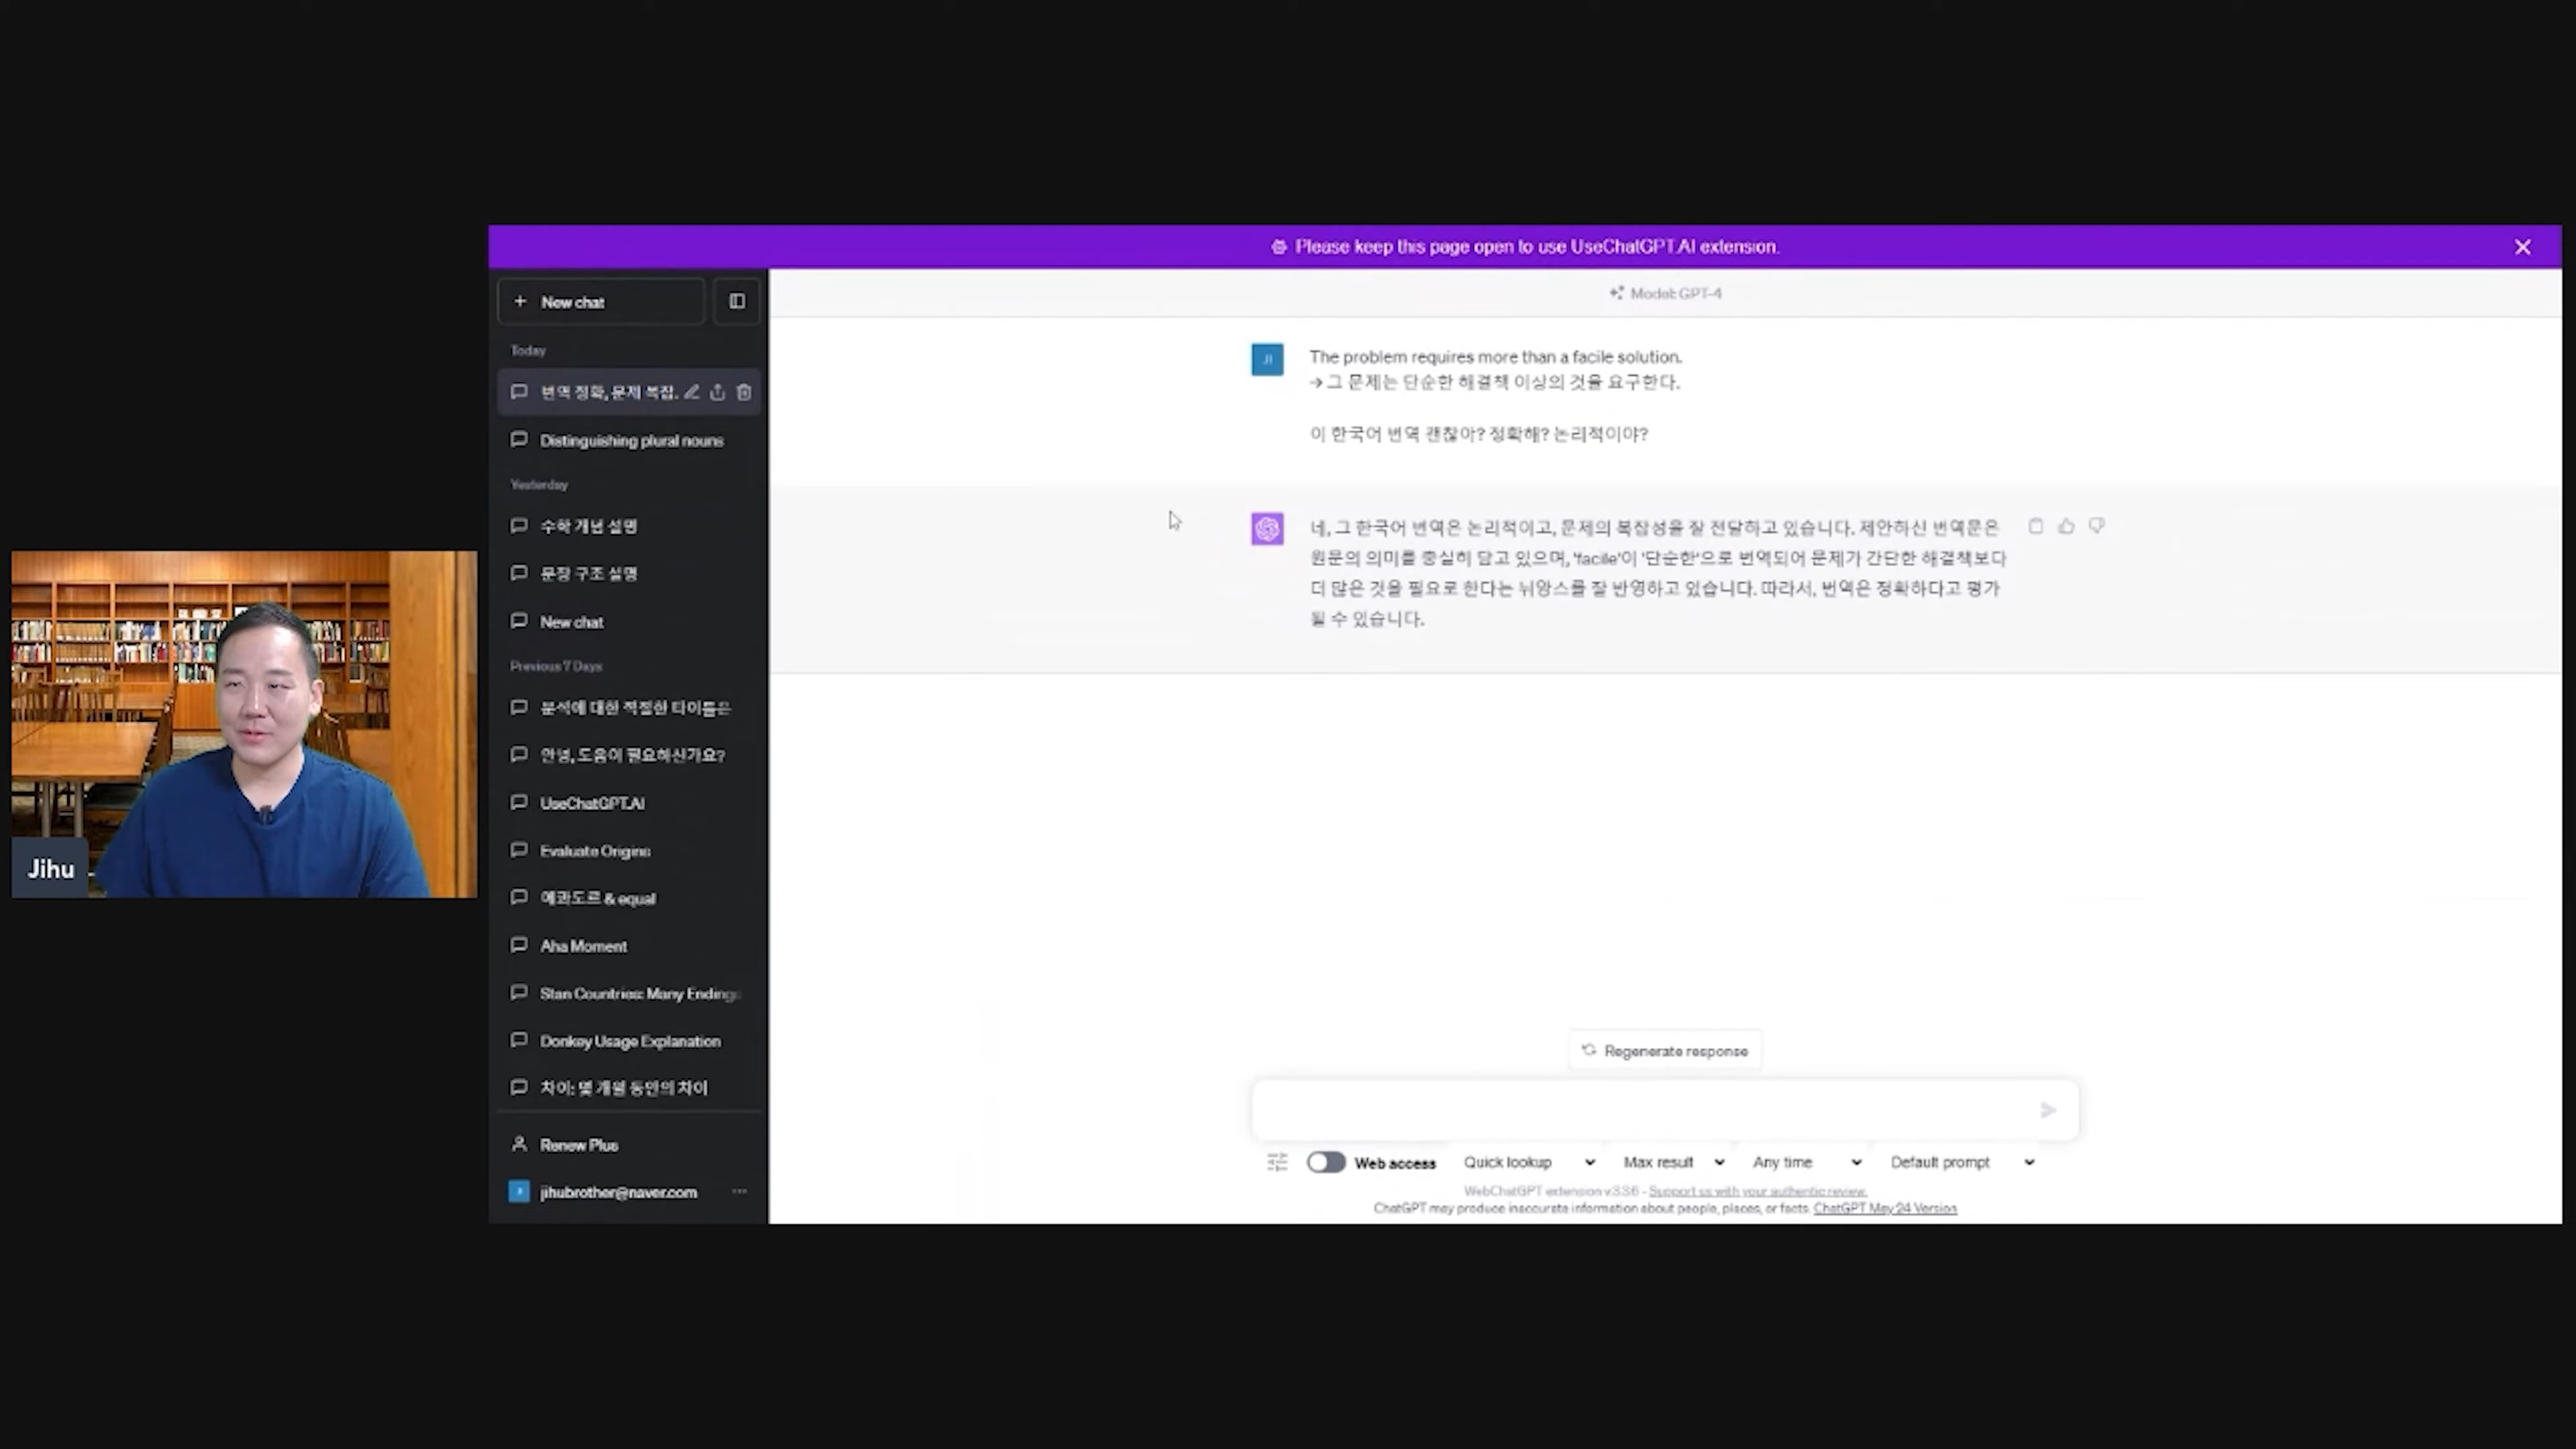 Please keep this page open to use UseChatGPT.AI extension.
New chat
Model: GPT-4
Today
번역 정확, 문제 복잡.
Distinguishing plural nouns
Yesterday
수학 개념 설명
문장 구조 설명
New chat
Previous 7 Days
분석에 대한 적절한 타이틀은
안녕, 도움이 필요하신가요?
UseChatGPT.AI
Evaluate Origins
에콰도르 & equal
Aha Moment
Stan Countries: Many Endings
Donkey Usage Explanation
차이: 몇 개월 동안의 차이
Renew Plus
jihubrother@naver.com
JI
The problem requires more than a facile solution.
→ 그 문제는 단순한 해결책 이상의 것을 요구한다.
이 한국어 번역 괜찮아? 정확해? 논리적이야?
네, 그 한국어 번역은 논리적이고, 문제의 복잡성을 잘 전달하고 있습니다. 제안하신 번역문은
원문의 의미를 충실히 담고 있으며, 'facile'이 '단순한'으로 번역되어 문제가 간단한 해결책보다
더 많은 것을 필요로 한다는 뉘앙스를 잘 반영하고 있습니다. 따라서, 번역은 정확하다고 평가
될 수 있습니다.
Regenerate response
Web access Quick lookup Max result Any time Default prompt
WebChatGPT extension v.3.3.6 - Support us with your authentic review.
ChatGPT may produce inaccurate information about people, places, or facts. ChatGPT May 24 Version
Jihu